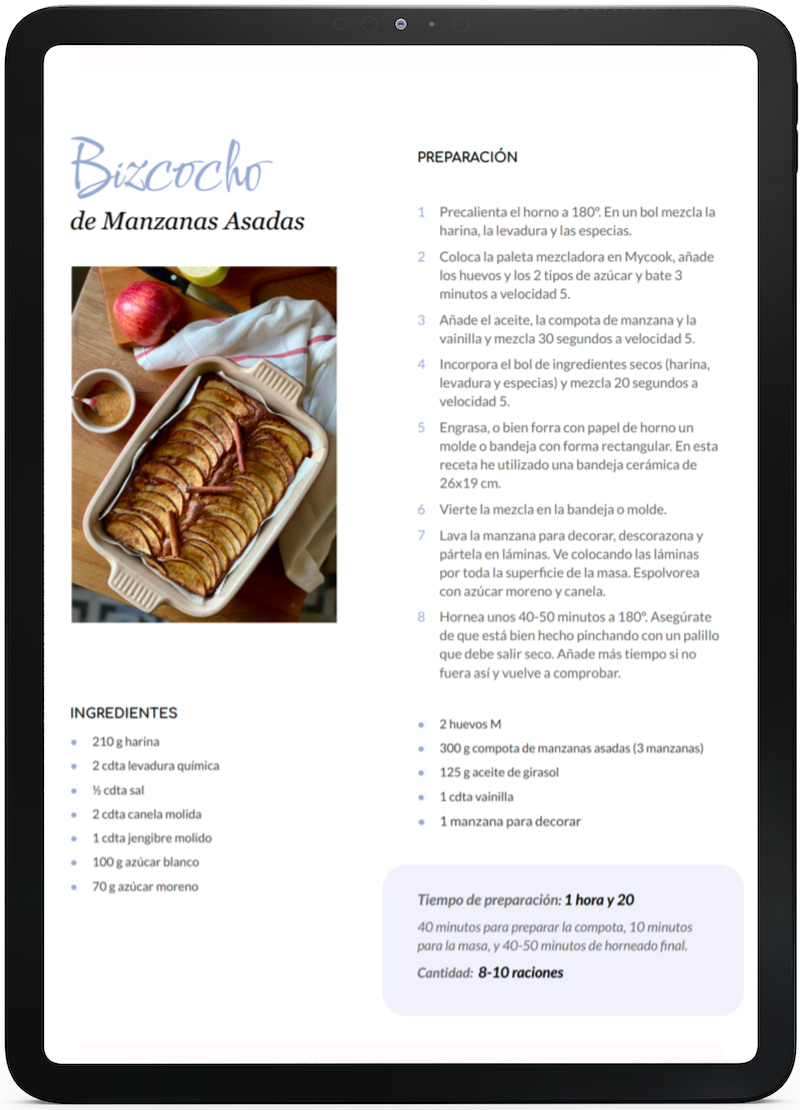 Bizcocho
de Manzanas Asadas
INGREDIENTES
210 g harina
2 cdta levadura química
½ cdta sal
2 cdta canela molida
1 cdta jengibre molido
100 g azúcar blanco
70 g azúcar moreno
PREPARACIÓN
1 Precalienta el horno a 180º. En un bol mezcla la
harina, la levadura y las especias.
2 Coloca la paleta mezcladora en Mycook, añade
los huevos y los 2 tipos de azúcar y bate 3
minutos a velocidad 5.
3 Añade el aceite, la compota de manzana y la
vainilla y mezcla 30 segundos a velocidad 5.
4 Incorpora el bol de ingredientes secos (harina,
levadura y especias) y mezcla 20 segundos a
velocidad 5.
5 Engrasa, o bien forra con papel de horno un
molde o bandeja con forma rectangular. En esta
receta he utilizado una bandeja cerámica de
26x19 cm.
6 Vierte la mezcla en la bandeja o molde.
7 Lava la manzana para decorar, descorazona y
pártela en láminas. Ve colocando las láminas
por toda la superficie de la masa. Espolvorea
con azúcar moreno y canela.
8 Hornea unos 40-50 minutos a 180º. Asegúrate
de que está bien hecho pinchando con un palillo
que debe salir seco. Añade más tiempo si no
fuera así y vuelve a comprobar.
2 huevos M
300 g compota de manzanas asadas (3 manzanas)
125 g aceite de girasol
1 cdta vainilla
1 manzana para decorar
Tiempo de preparación: 1 hora y 20
40 minutos para preparar la compota, 10 minutos
para la masa, y 40-50 minutos de horneado final.
Cantidad: 8-10 raciones